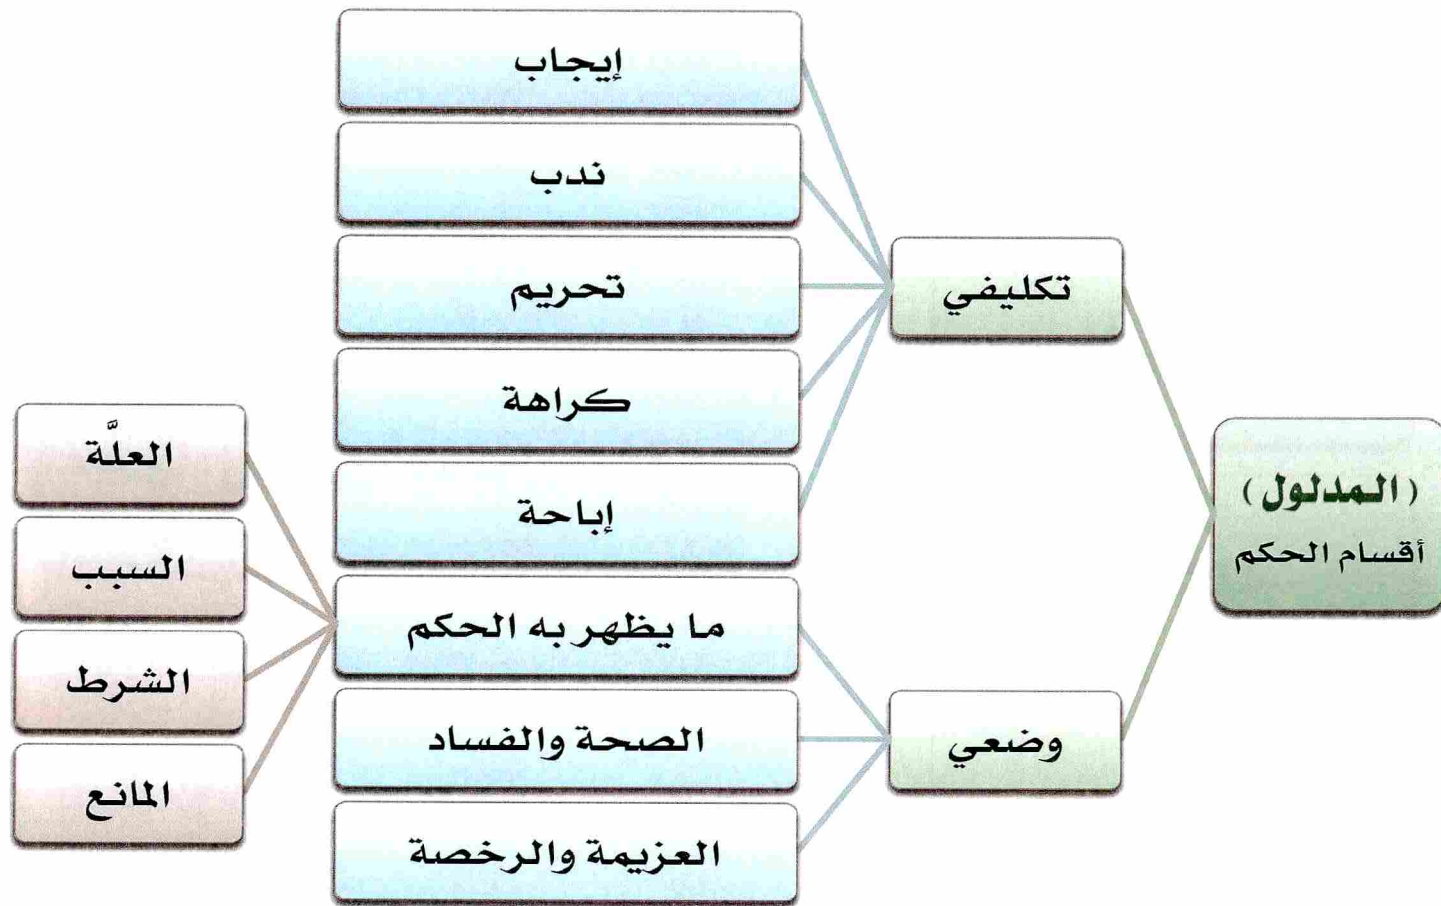 (المدلول)
أقسام الحكم
تكليفي
إيجاب
ندب
تحريم
كراهة
إباحة
وضعي
ما يظهر به الحكم
العلَّة
السبب
الشرط
المانع
الصحة والفساد
العزيمة والرخصة